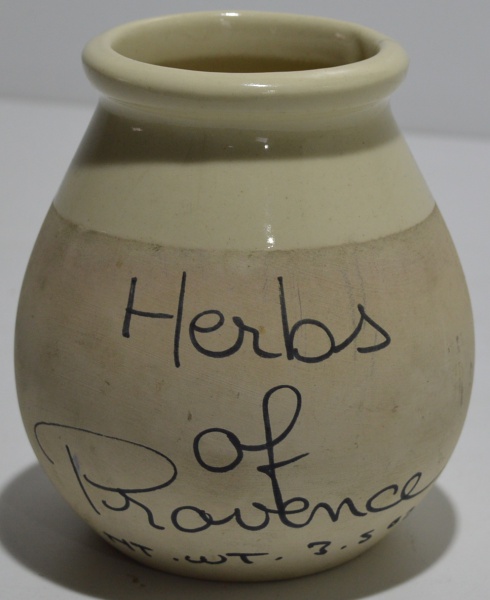 Herbs
of
Provence
NT. WT. 3.5